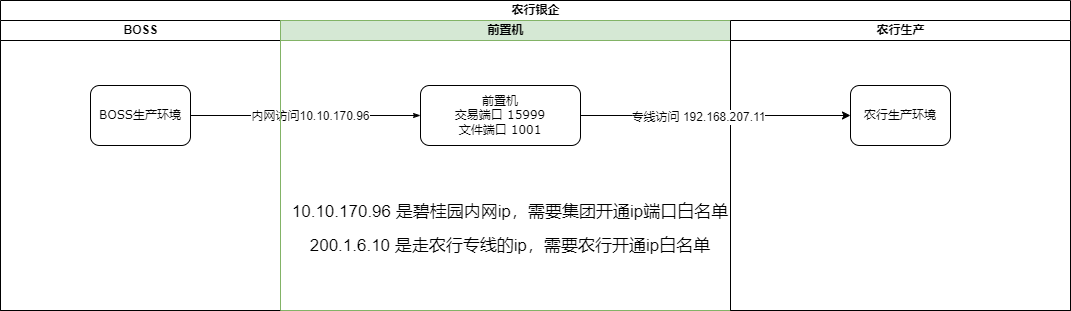 农行银企
BOSS
前置机
农行生产
BOSS生产环境
内网访问10.10.170.96
前置机
交易端口 15999
文件端口 1001
专线访问 192.168.207.11
农行生产环境
10.10.170.96 是碧桂园内网ip，需要集团开通ip端口白名单
200.1.6.10 是走农行专线的ip，需要农行开通ip白名单